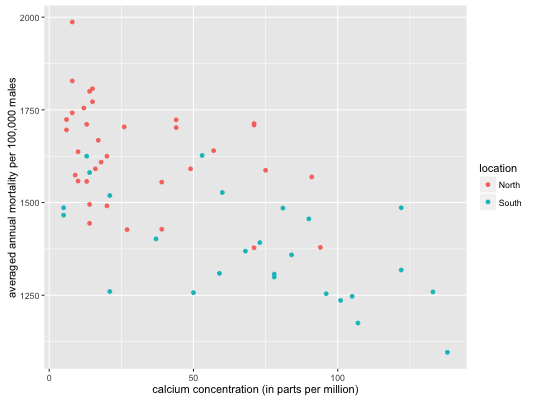 2000
1750
1500
1250
averaged annual mortality per 100,000 males
0
50
100
calcium concentration (in parts per million)
location
North
South